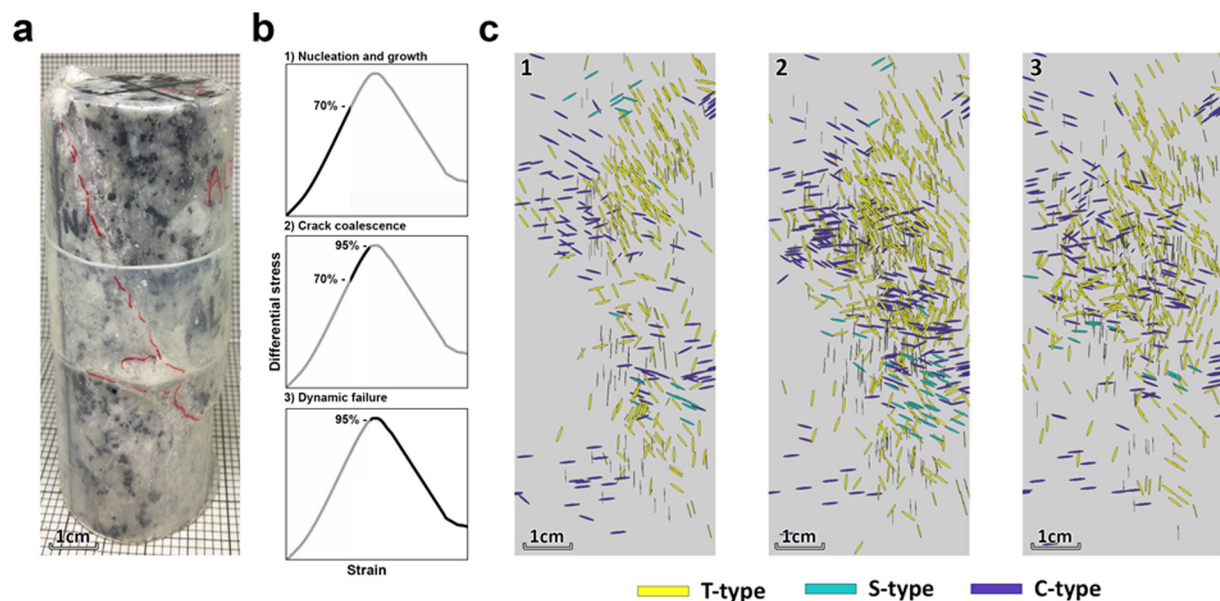 a
b
c
1) Nucleation and growth
70% -
2) Crack coalescence
95% -
70% -
3) Dynamic failure
95% -
Differential stress
Strain
1
2
3
1cm
1cm
1cm
1cm
T-type
S-type
C-type